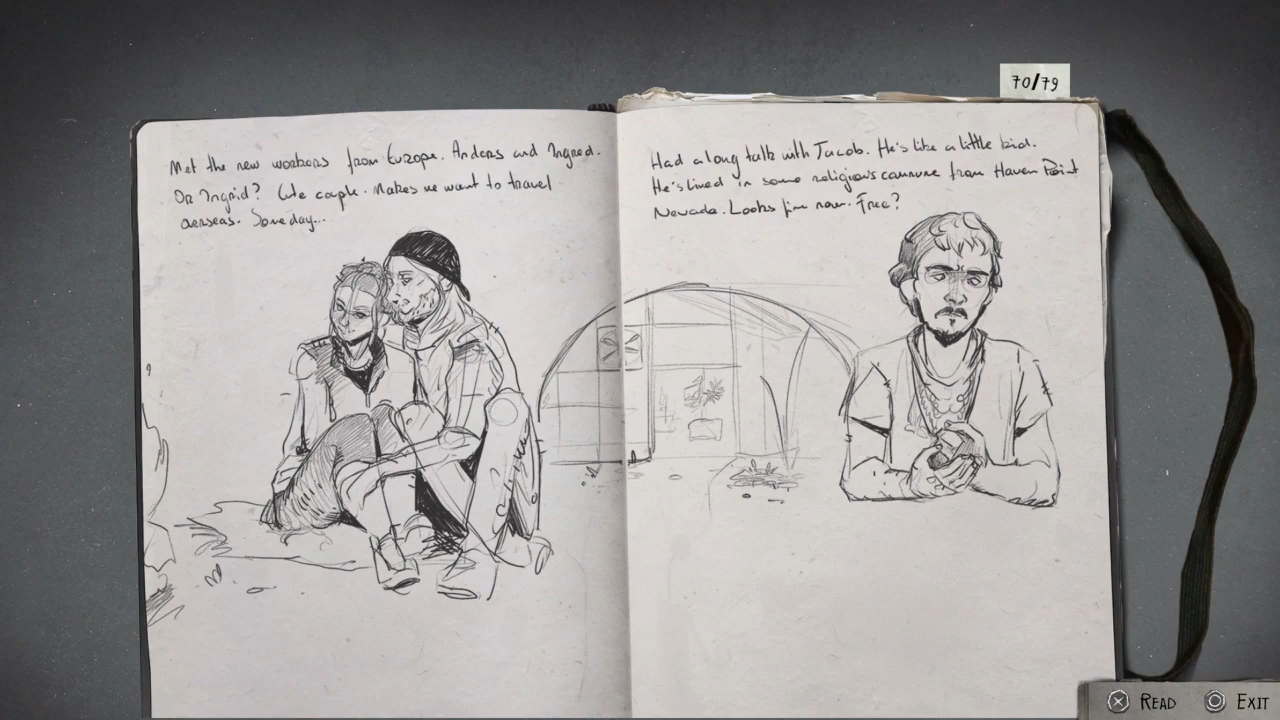 70/79
Met the new workers from Europe. Anders and Ingred.
Or Ingrid? Cute couple. Makes me want to travel
overseas. Someday...
Had a long talk with Jacob. He's like a little kid.
He's lived in some religious commune from Haven Point
Nevada. Looks fine now. Free?
READ
EXIT